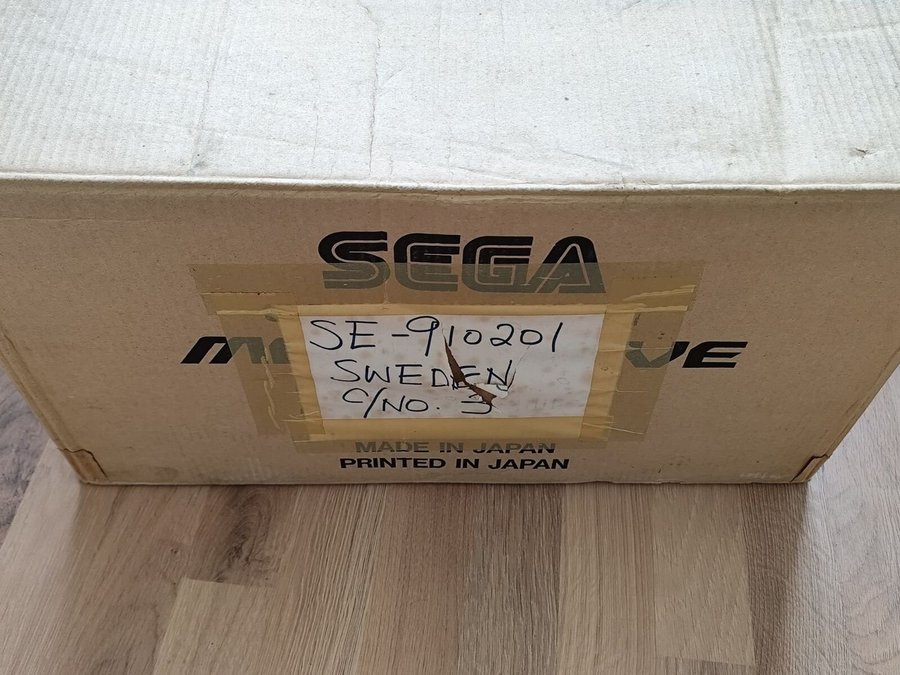 SEGA
SE-910201
SWEDEN
C/NO. 3
MADE IN JAPAN
PRINTED IN JAPAN